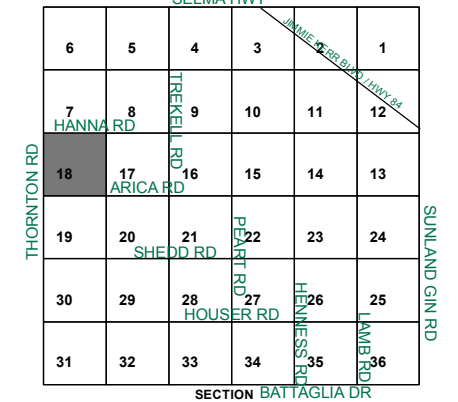 SELMA HWY
6 5 4 3 2 1
JIMMIE KERR BLVD / HWY 84
7 8 9 10 11 12
HANNA RD
TREKELL RD
THORNTON RD
18 17 16 15 14 13
ARICA RD
19 20 21 22 23 24
SHEDD RD
PEART RD
SUNLAND GIN RD
30 29 28 27 26 25
HOUSER RD
HENNESS RD
LAMB RD
31 32 33 34 35 36
SECTION BATTAGLIA DR